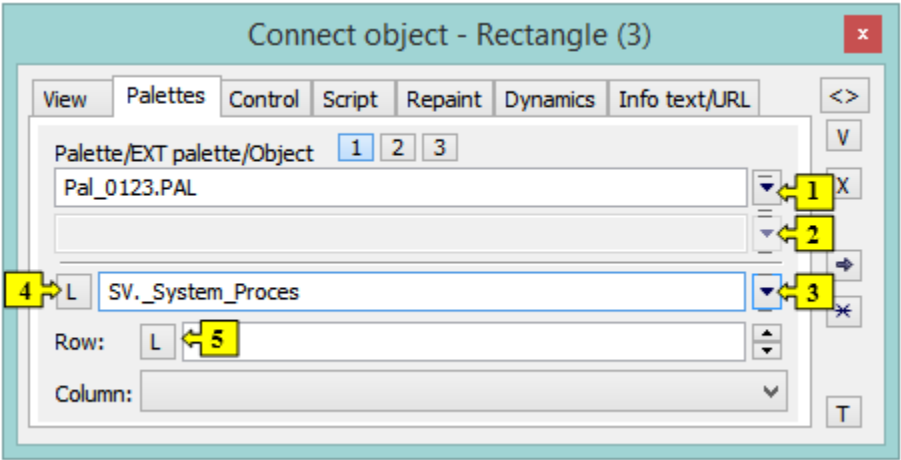 Connect object - Rectangle (3)
x
View Palettes Control Script Repaint Dynamics Info text/URL
<>
Palette/EXT palette/Object 1 2 3
V
Pal_0123.PAL
1
X
2
4 L SV._System_Proces
3
Row: L 5
Column:
T